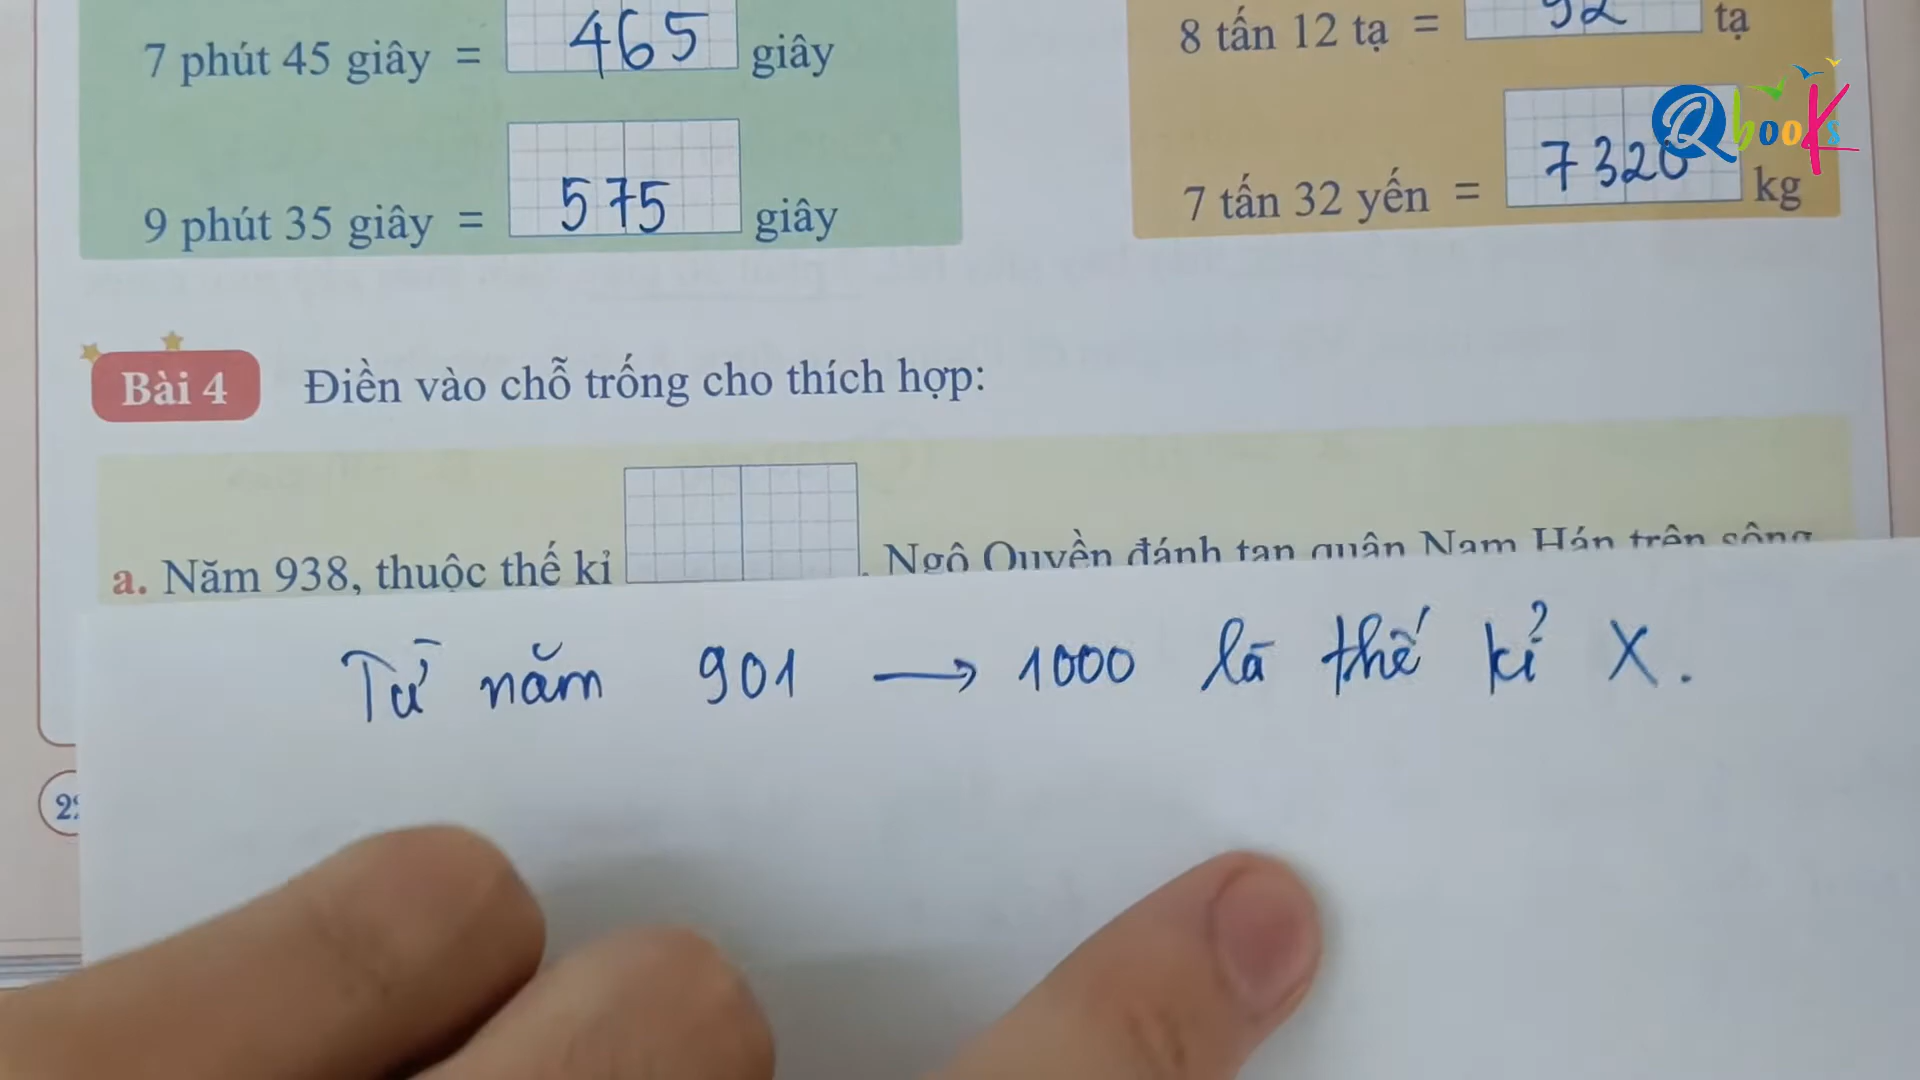 7 phút 45 giây = 465 giây
8 tấn 12 tạ = 92 tạ
Qbooks
9 phút 35 giây = 575 giây
7 tấn 32 yến = 7320 kg
Bài 4 Điền vào chỗ trống cho thích hợp:
a. Năm 938, thuộc thế kỉ . Ngô Quyền đánh tan quân Nam Hán trên sông
Từ năm 901 → 1000 là thế kỉ X.